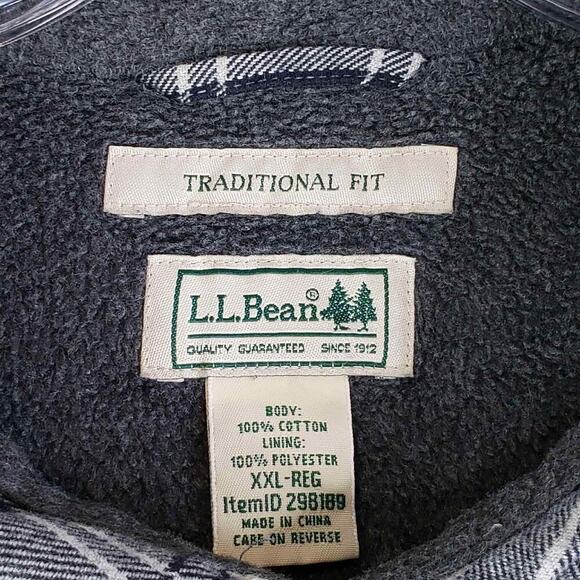 TRADITIONAL FIT
L.L.Bean®
QUALITY GUARANTEED SINCE 1912
BODY:
100% COTTON
LINING:
100% POLYESTER
XXL-REG
ItemID 298189
MADE IN CHINA
CARE ON REVERSE